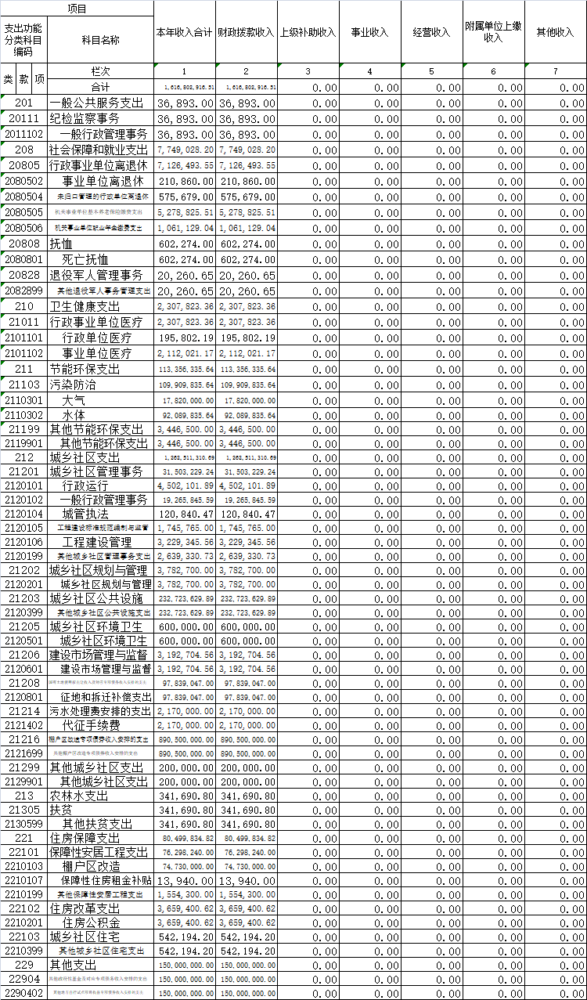 项目 本年收入合计 财政拨款收入 上级补助收入 事业收入 经营收入 附属单位上缴收入 其他收入
支出功能分类科目编码 科目名称
类 款 项 栏次 1 2 3 4 5 6 7
合计 1,616,802,916.51 1,616,802,916.51 0.00 0.00 0.00 0.00 0.00
201 一般公共服务支出 36,893.00 36,893.00 0.00 0.00 0.00 0.00 0.00
20111 纪检监察事务 36,893.00 36,893.00 0.00 0.00 0.00 0.00 0.00
2011102 一般行政管理事务 36,893.00 36,893.00 0.00 0.00 0.00 0.00 0.00
208 社会保障和就业支出 7,749,028.20 7,749,028.20 0.00 0.00 0.00 0.00 0.00
20805 行政事业单位离退休 7,126,493.55 7,126,493.55 0.00 0.00 0.00 0.00 0.00
2080502 事业单位离退休 210,860.00 210,860.00 0.00 0.00 0.00 0.00 0.00
2080504 未归口管理的行政单位离退休 575,679.00 575,679.00 0.00 0.00 0.00 0.00 0.00
2080505 机关事业单位基本养老保险缴费支出 5,278,825.51 5,278,825.51 0.00 0.00 0.00 0.00 0.00
2080506 机关事业单位职业年金缴费支出 1,061,129.04 1,061,129.04 0.00 0.00 0.00 0.00 0.00
20808 抚恤 602,274.00 602,274.00 0.00 0.00 0.00 0.00 0.00
2080801 死亡抚恤 602,274.00 602,274.00 0.00 0.00 0.00 0.00 0.00
20828 退役军人管理事务 20,260.65 20,260.65 0.00 0.00 0.00 0.00 0.00
2082899 其他退役军人事务管理支出 20,260.65 20,260.65 0.00 0.00 0.00 0.00 0.00
210 卫生健康支出 2,307,823.36 2,307,823.36 0.00 0.00 0.00 0.00 0.00
21011 行政事业单位医疗 2,307,823.36 2,307,823.36 0.00 0.00 0.00 0.00 0.00
2101101 行政单位医疗 195,802.19 195,802.19 0.00 0.00 0.00 0.00 0.00
2101102 事业单位医疗 2,112,021.17 2,112,021.17 0.00 0.00 0.00 0.00 0.00
211 节能环保支出 113,356,335.64 113,356,335.64 0.00 0.00 0.00 0.00 0.00
21103 污染防治 109,909,835.64 109,909,835.64 0.00 0.00 0.00 0.00 0.00
2110301 大气 17,820,000.00 17,820,000.00 0.00 0.00 0.00 0.00 0.00
2110302 水体 92,089,835.64 92,089,835.64 0.00 0.00 0.00 0.00 0.00
21199 其他节能环保支出 3,446,500.00 3,446,500.00 0.00 0.00 0.00 0.00 0.00
2119901 其他节能环保支出 3,446,500.00 3,446,500.00 0.00 0.00 0.00 0.00 0.00
212 城乡社区支出 1,262,511,310.69 1,262,511,310.69 0.00 0.00 0.00 0.00 0.00
21201 城乡社区管理事务 31,503,229.24 31,503,229.24 0.00 0.00 0.00 0.00 0.00
2120101 行政运行 4,502,101.89 4,502,101.89 0.00 0.00 0.00 0.00 0.00
2120102 一般行政管理事务 19,265,845.59 19,265,845.59 0.00 0.00 0.00 0.00 0.00
2120104 城管执法 120,840.47 120,840.47 0.00 0.00 0.00 0.00 0.00
2120105 工程建设标准规范编制与监管 1,745,765.00 1,745,765.00 0.00 0.00 0.00 0.00 0.00
2120106 工程建设管理 3,229,345.56 3,229,345.56 0.00 0.00 0.00 0.00 0.00
2120199 其他城乡社区管理事务支出 2,639,330.73 2,639,330.73 0.00 0.00 0.00 0.00 0.00
21202 城乡社区规划与管理 3,782,700.00 3,782,700.00 0.00 0.00 0.00 0.00 0.00
2120201 城乡社区规划与管理 3,782,700.00 3,782,700.00 0.00 0.00 0.00 0.00 0.00
21203 城乡社区公共设施 232,723,629.89 232,723,629.89 0.00 0.00 0.00 0.00 0.00
2120399 其他城乡社区公共设施支出 232,723,629.89 232,723,629.89 0.00 0.00 0.00 0.00 0.00
21205 城乡社区环境卫生 600,000.00 600,000.00 0.00 0.00 0.00 0.00 0.00
2120501 城乡社区环境卫生 600,000.00 600,000.00 0.00 0.00 0.00 0.00 0.00
21206 建设市场管理与监督 3,192,704.56 3,192,704.56 0.00 0.00 0.00 0.00 0.00
2120601 建设市场管理与监督 3,192,704.56 3,192,704.56 0.00 0.00 0.00 0.00 0.00
21208 97,839,047.00 97,839,047.00 0.00 0.00 0.00 0.00 0.00
2120801 征地和拆迁补偿支出 97,839,047.00 97,839,047.00 0.00 0.00 0.00 0.00 0.00
21214 污水处理费安排的支出 2,170,000.00 2,170,000.00 0.00 0.00 0.00 0.00 0.00
2121402 代征手续费 2,170,000.00 2,170,000.00 0.00 0.00 0.00 0.00 0.00
21216 棚户区改造专项债券收入安排的支出 890,500,000.00 890,500,000.00 0.00 0.00 0.00 0.00 0.00
2121699 其他棚户区改造专项债券收入安排的支出 890,500,000.00 890,500,000.00 0.00 0.00 0.00 0.00 0.00
21299 其他城乡社区支出 200,000.00 200,000.00 0.00 0.00 0.00 0.00 0.00
2129901 其他城乡社区支出 200,000.00 200,000.00 0.00 0.00 0.00 0.00 0.00
213 农林水支出 341,690.80 341,690.80 0.00 0.00 0.00 0.00 0.00
21305 扶贫 341,690.80 341,690.80 0.00 0.00 0.00 0.00 0.00
2130599 其他扶贫支出 341,690.80 341,690.80 0.00 0.00 0.00 0.00 0.00
221 住房保障支出 80,499,834.82 80,499,834.82 0.00 0.00 0.00 0.00 0.00
22101 保障性安居工程支出 76,298,240.00 76,298,240.00 0.00 0.00 0.00 0.00 0.00
2210103 棚户区改造 74,730,000.00 74,730,000.00 0.00 0.00 0.00 0.00 0.00
2210107 保障性住房租金补贴 13,940.00 13,940.00 0.00 0.00 0.00 0.00 0.00
2210199 其他保障性安居工程支出 1,554,300.00 1,554,300.00 0.00 0.00 0.00 0.00 0.00
22102 住房改革支出 3,659,400.62 3,659,400.62 0.00 0.00 0.00 0.00 0.00
2210201 住房公积金 3,659,400.62 3,659,400.62 0.00 0.00 0.00 0.00 0.00
22103 城乡社区住宅 542,194.20 542,194.20 0.00 0.00 0.00 0.00 0.00
2210399 其他城乡社区住宅支出 542,194.20 542,194.20 0.00 0.00 0.00 0.00 0.00
229 其他支出 150,000,000.00 150,000,000.00 0.00 0.00 0.00 0.00 0.00
22904 其他政府性基金及对应专项债务收入安排的支出 150,000,000.00 150,000,000.00 0.00 0.00 0.00 0.00 0.00
2290402 150,000,000.00 150,000,000.00 0.00 0.00 0.00 0.00 0.00